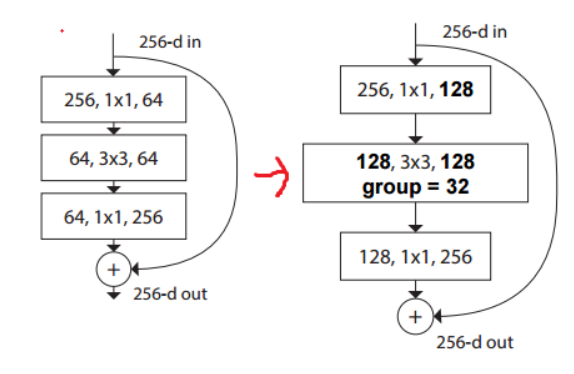 256-d in
256, 1x1, 64
64, 3x3, 64
64, 1x1, 256
+
256-d out
256-d in
256, 1x1, 128
128, 3x3, 128
group = 32
128, 1x1, 256
+
256-d out